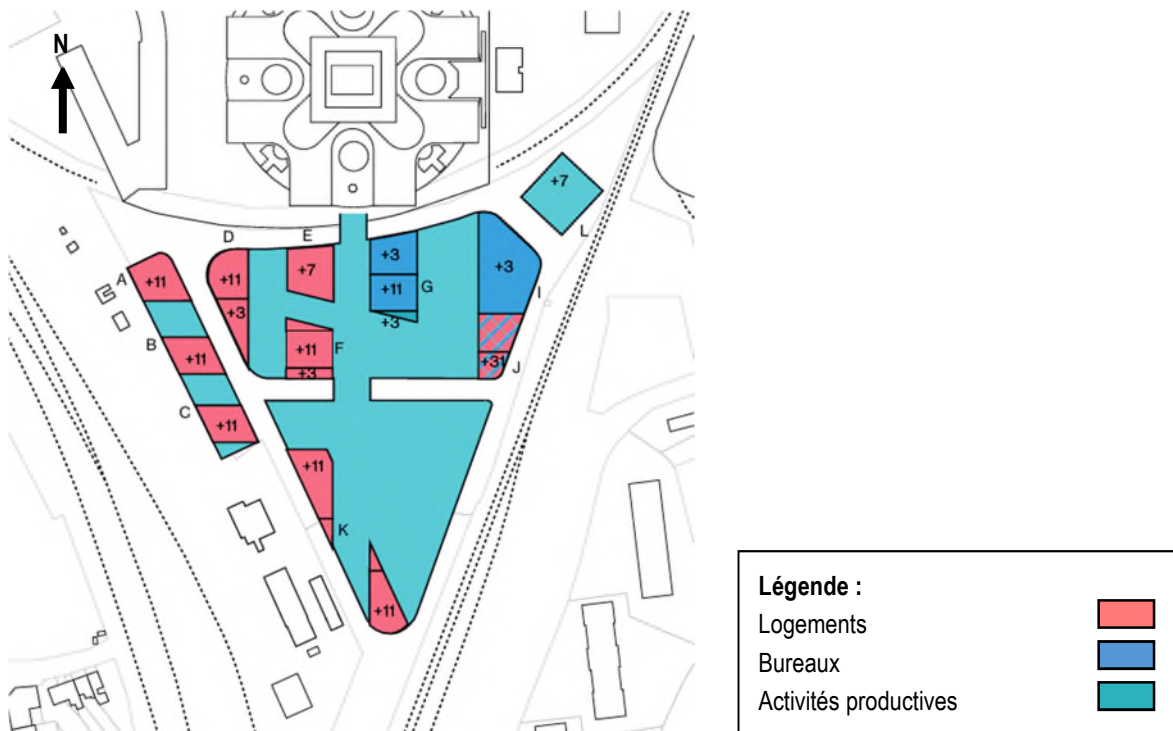 N
+7
L
D E
+3
+11
+7
+3
A
+11
I
+11
G
+3
+3
B
+11
+11
F
+31
J
+3
C
+11
+11
K
+11
Légende :
Logements
Bureaux
Activités productives